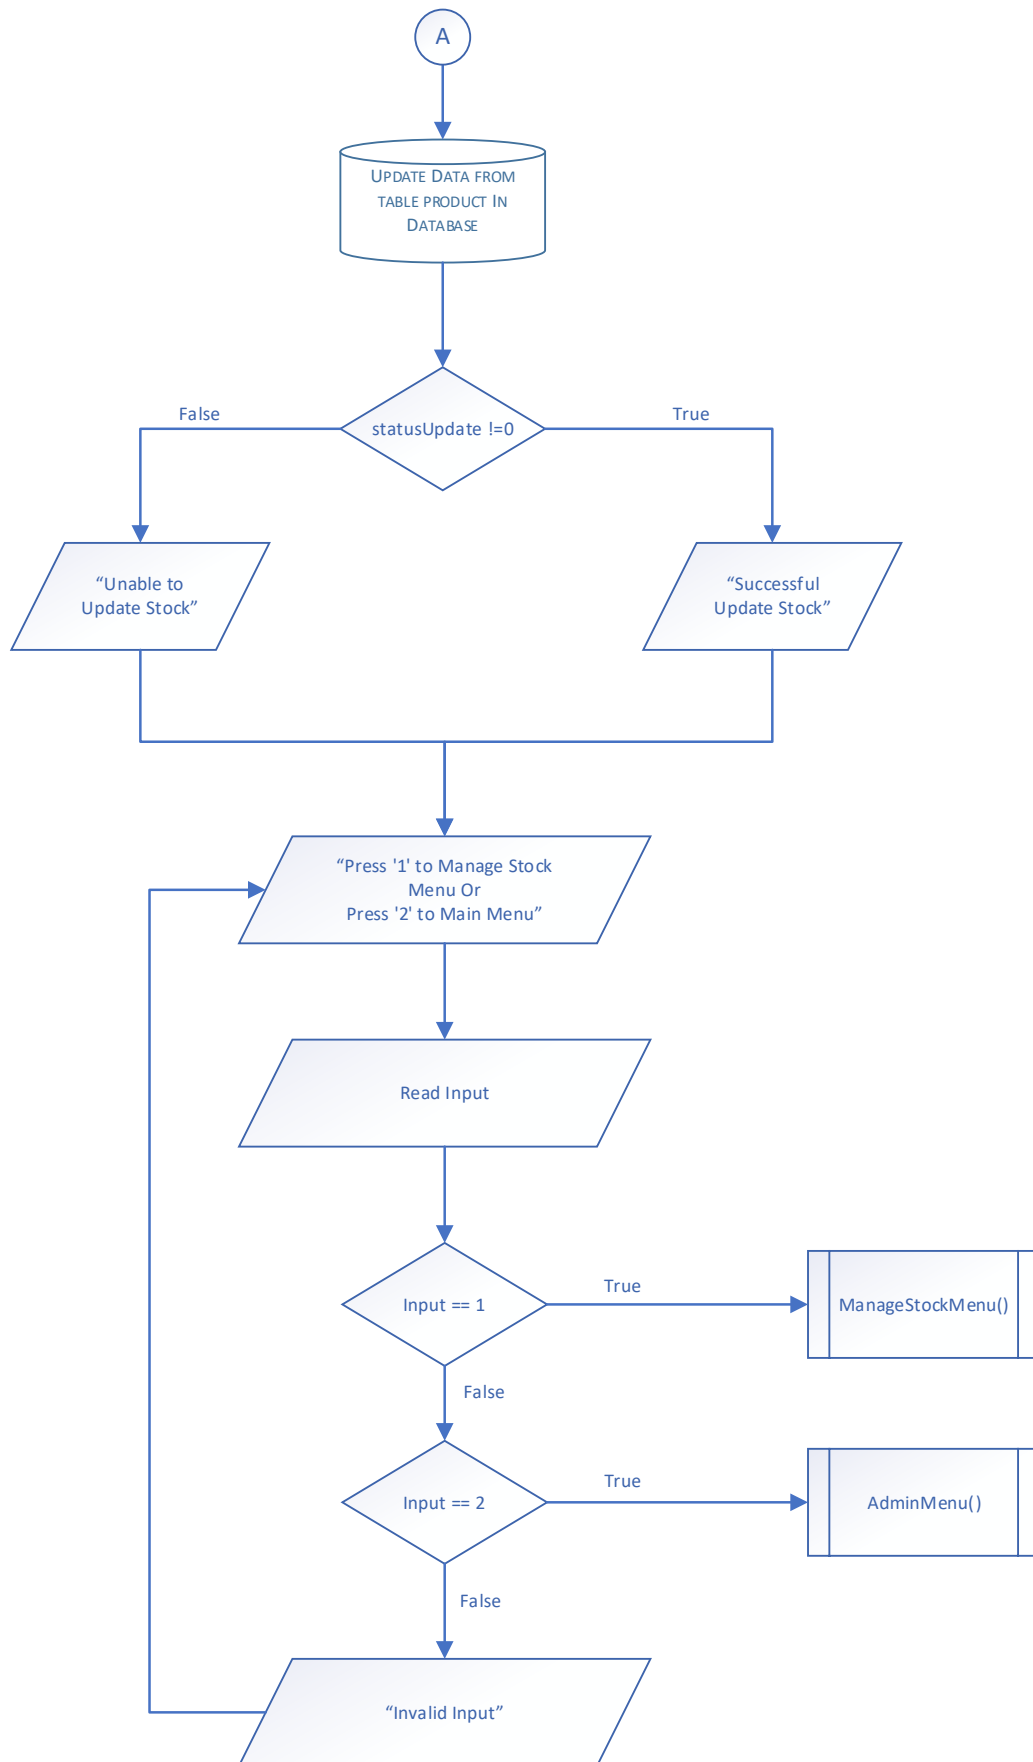 A
UPDATE DATA FROM
TABLE PRODUCT IN
DATABASE
False
statusUpdate !=0
True
“Unable to
Update Stock”
“Successful
Update Stock”
“Press '1' to Manage Stock
Menu Or
Press '2' to Main Menu”
Read Input
Input == 1
True
ManageStockMenu()
False
Input == 2
True
AdminMenu()
False
“Invalid Input”